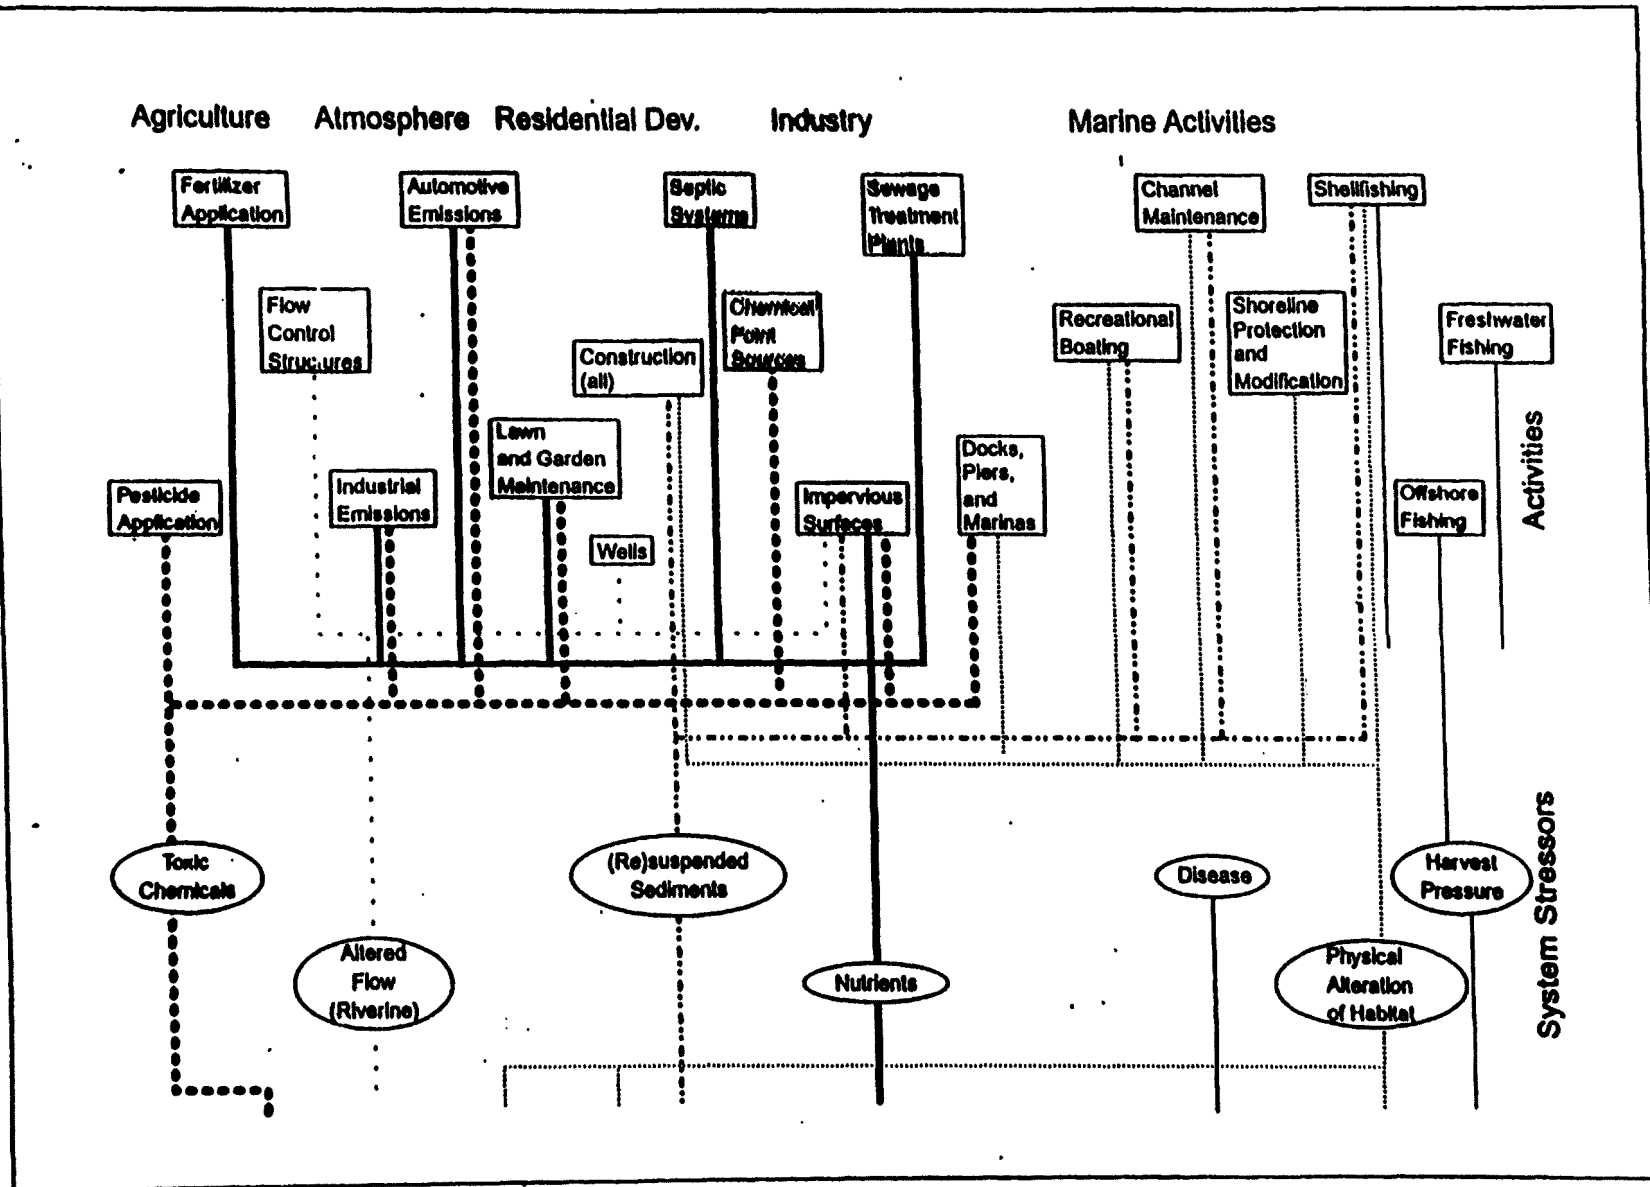 Agriculture Atmosphere Residential Dev. Industry Marine Activities
Fertilizer
Application
Automotive
Emissions
Septic
Systems
Sewage
Treatment
Plants
Channel
Maintenance
Shellfishing
Flow
Control
Structures
Construction
(all)
Chemical
Point
Sources
Recreational
Boating
Shoreline
Protection
and
Modification
Freshwater
Fishing
Pesticide
Application
Industrial
Emissions
Lawn
and Garden
Maintenance
Wells
Impervious
Surfaces
Docks,
Piers,
and
Marinas
Offshore
Fishing
Activities
Toxic
Chemicals
Altered
Flow
(Riverine)
(Re)suspended
Sediments
Nutrients
Disease
Physical
Alteration
of Habitat
Harvest
Pressure
System Stressors